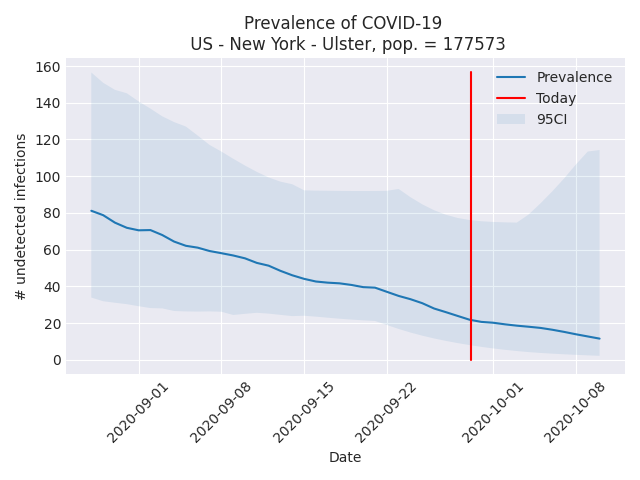 Prevalence of COVID-19
US - New York - Ulster, pop. = 177573
160
140
120
100
80
60
40
20
0
# undetected infections
Prevalence
Today
95CI
2020-09-01
2020-09-08
2020-09-15
2020-09-22
2020-10-01
2020-10-08
Date